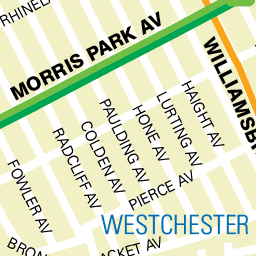 RHINEL
MORRIS PARK AV
WILLIAMSB
HAIGHT AV
LURTING AV
HONE AV
PAULDING AV
COLDEN AV
RADCLIFF AV
FOWLER AV
PIERCE AV
WESTCHESTER
BRON
ACKET AV